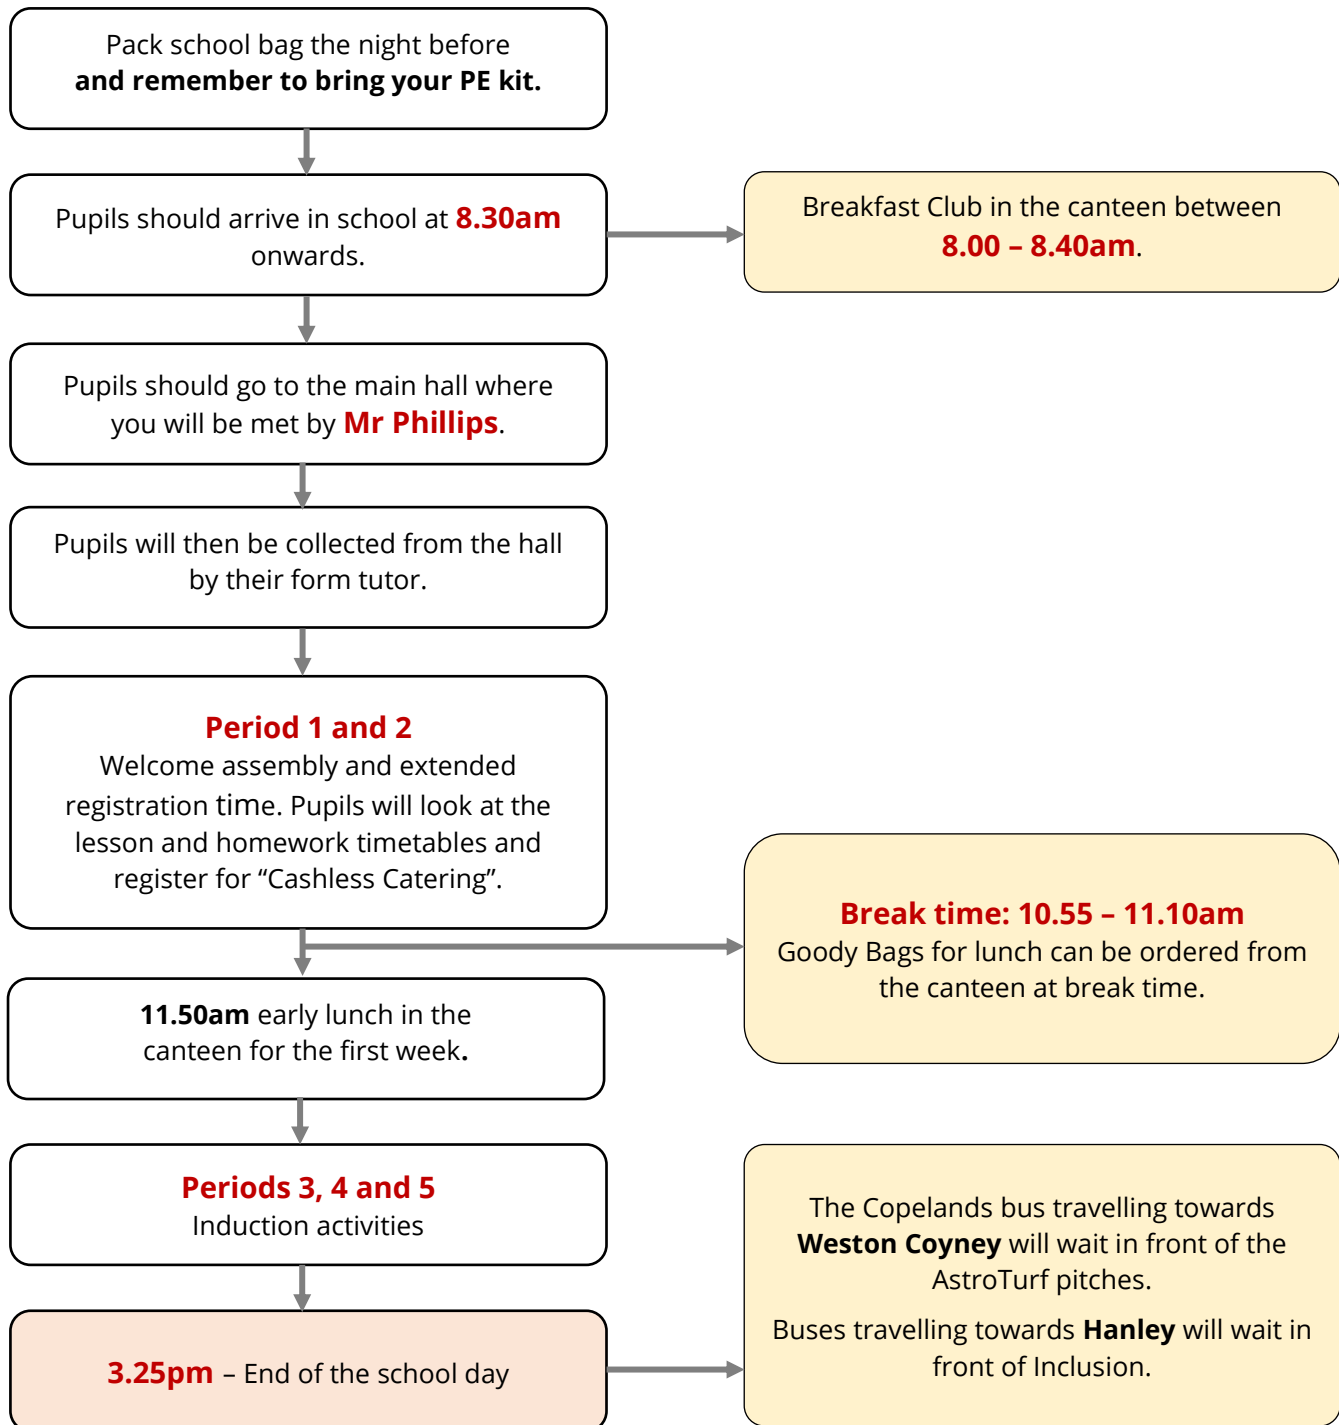 Pack school bag the night before
and remember to bring your PE kit.
Pupils should arrive in school at 8.30am
onwards.
Breakfast Club in the canteen between
8.00 – 8.40am.
Pupils should go to the main hall where
you will be met by Mr Phillips.
Pupils will then be collected from the hall
by their form tutor.
Period 1 and 2
Welcome assembly and extended
registration time. Pupils will look at the
lesson and homework timetables and
register for “Cashless Catering”.
Break time: 10.55 – 11.10am
Goody Bags for lunch can be ordered from
the canteen at break time.
11.50am early lunch in the
canteen for the first week.
Periods 3, 4 and 5
Induction activities
3.25pm – End of the school day
The Copelands bus travelling towards
Weston Coyney will wait in front of the
AstroTurf pitches.
Buses travelling towards Hanley will wait in
front of Inclusion.